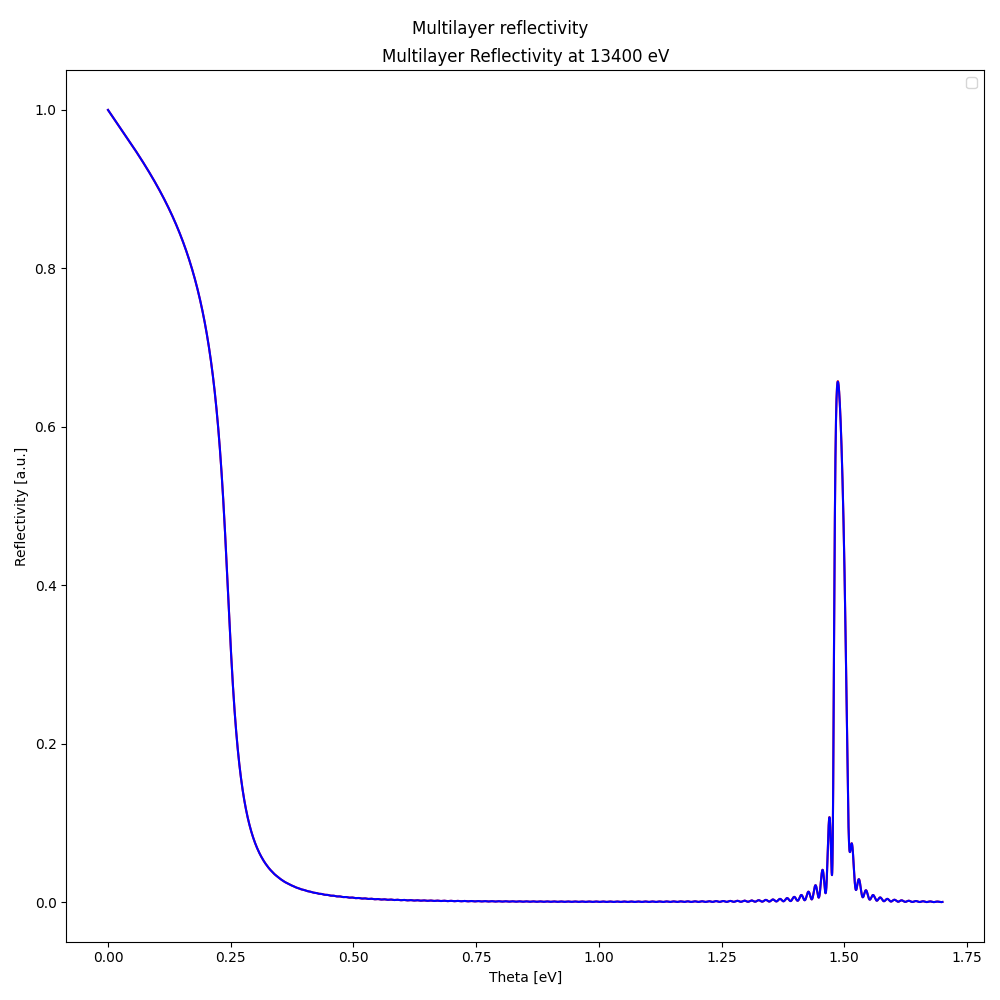 Multilayer reflectivity
Multilayer Reflectivity at 13400 eV
1.0
0.8
0.6
0.4
0.2
0.0
Reflectivity [a.u.]
0.00 0.25 0.50 0.75 1.00 1.25 1.50 1.75
Theta [eV]